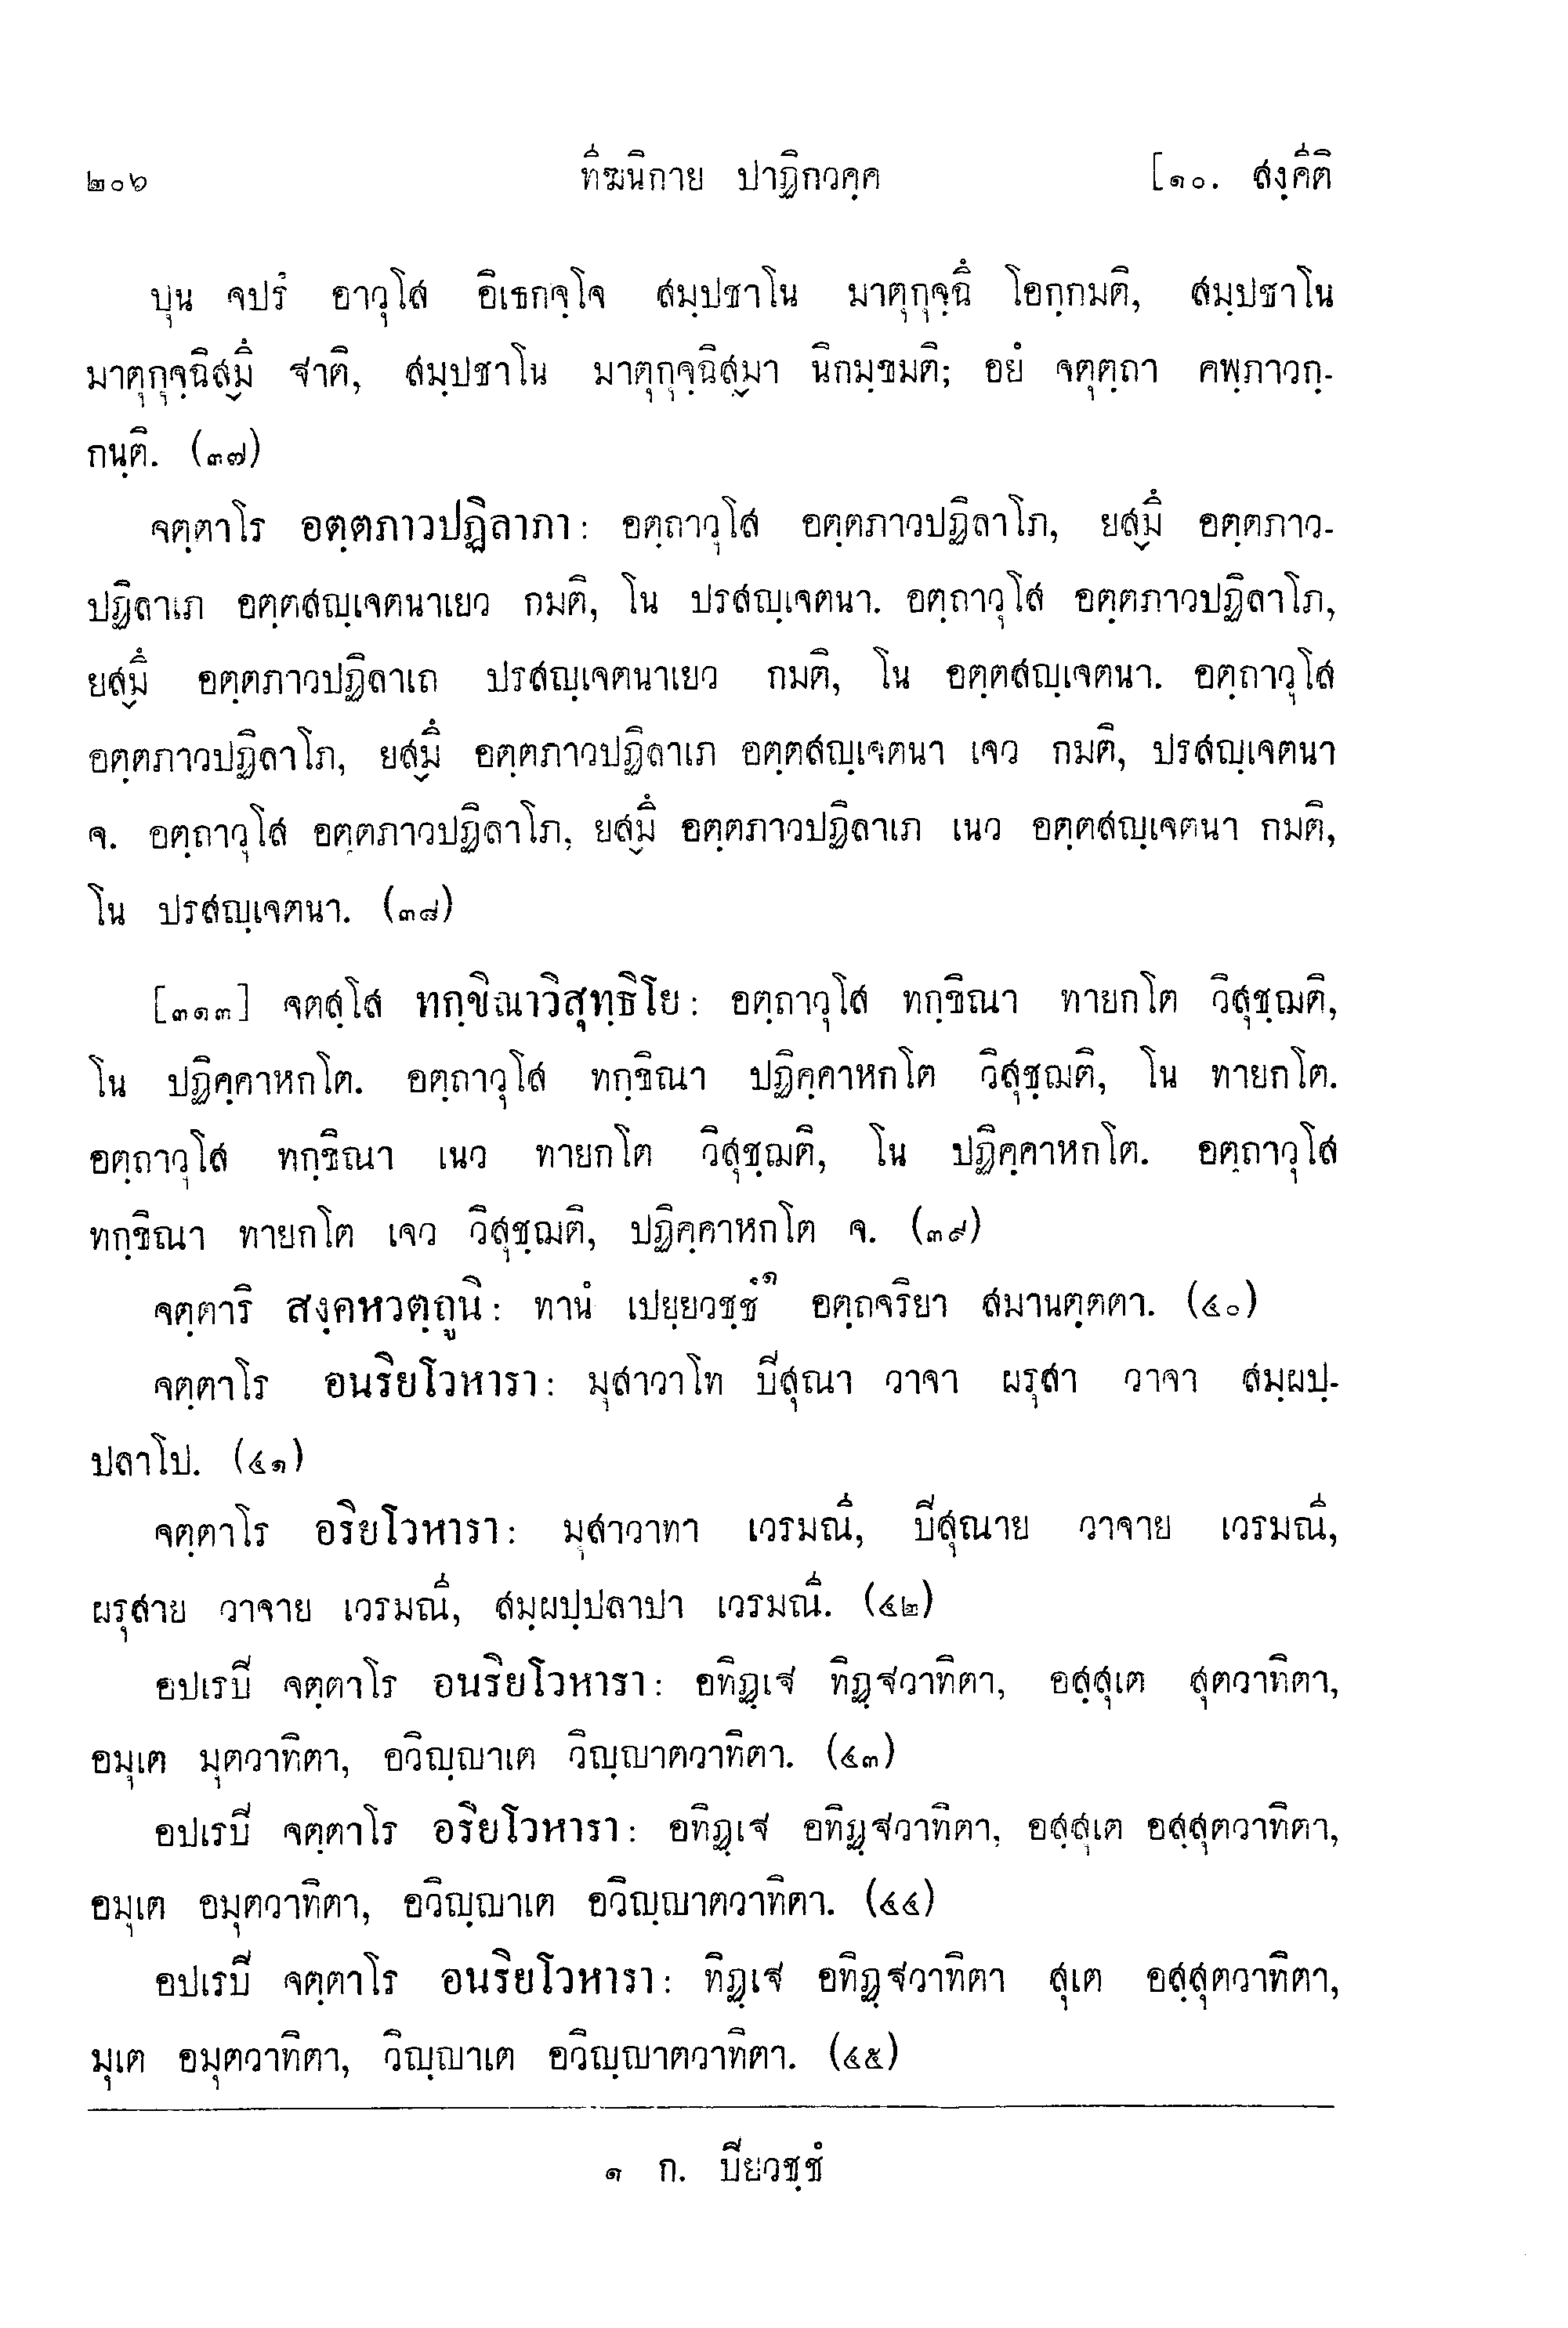 ๒๐๖ ทีฆนิกาย ปาฏิกวคฺค [๑๐. สงฺคีติ
ปุน จปรํ อาวุโส อิเธกจฺโจ สมฺปชาโน มาตุกุจฺฉึ โอกฺกมติ, สมฺปชาโน
มาตุกุจฺฉิสฺมึ ฐาติ, สมฺปชาโน มาตุกุจฺฉิสฺมา นิกมฺขมติ; อยํ จตุตฺถา คพฺภาวกฺ-
กนฺติ. (๓๗)
จตฺตาโร อตฺตภาวปฏิลาภา: อตฺถาวุโส อตฺตภาวปฏิลาโภ, ยสฺมึ อตฺตภาว-
ปฏิลาเภ อตฺตสญฺเจตนาเยว กมติ, โน ปรสญฺเจตนา. อตฺถาวุโส อตฺตภาวปฏิลาโภ,
ยสฺมึ อตฺตภาวปฏิลาเถ ปรสญฺเจตนาเยว กมติ, โน อตฺตสญฺเจตนา. อตฺถาวุโส
อตฺตภาวปฏิลาโภ, ยสฺมึ อตฺตภาวปฏิลาเภ อตฺตสญฺเจตนา เจว กมติ, ปรสญฺเจตนา
จ. อตฺถาวุโส อตฺตภาวปฏิลาโภ, ยสฺมึ อตฺตภาวปฏิลาเภ เนว อตฺตสญฺเจตนา กมติ,
โน ปรสญฺเจตนา. (๓๘)
[๓๑๓] จตสฺโส ทกฺขิณาวิสุทฺธิโย: อตฺถาวุโส ทกฺขิณา ทายกโต วิสุชฺฌติ,
โน ปฏิคฺคาหกโต. อตฺถาวุโส ทกฺขิณา ปฏิคฺคาหกโต วิสุชฺฌติ, โน ทายกโต.
อตฺถาวุโส ทกฺขิณา เนว ทายกโต วิสุชฺฌติ, โน ปฏิคฺคาหกโต. อตฺถาวุโส
ทกฺขิณา ทายกโต เจว วิสุชฺฌติ, ปฏิคฺคาหกโต จ. (๓๙)
จตฺตาริ สงฺคหวตฺถูนิ: ทานํ เปยฺยวชฺชํ๑ อตฺถจริยา สมานตฺตตา. (๔๐)
จตฺตาโร อนริยโวหารา: มุสาวาโท ปิสุณา วาจา ผรุสา วาจา สมฺผปฺ-
ปลาโป. (๔๑)
จตฺตาโร อริยโวหารา: มุสาวาทา เวรมณี, ปิสุณาย วาจาย เวรมณี,
ผรุสาย วาจาย เวรมณี, สมฺผปฺปลาปา เวรมณี. (๔๒)
อปเรปิ จตฺตาโร อนริยโวหารา: อทิฏฺเฐ ทิฏฺฐวาทิตา, อสฺสุเต สุตวาทิตา,
อมุเต มุตวาทิตา, อวิญฺญาเต วิญฺญาตวาทิตา. (๔๓)
อปเรปิ จตฺตาโร อริยโวหารา: อทิฏฺเฐ อทิฏฺฐวาทิตา, อสฺสุเต อสฺสุตวาทิตา,
อมุเต อมุตวาทิตา, อวิญฺญาเต อวิญฺญาตวาทิตา. (๔๔)
อปเรปิ จตฺตาโร อนริยโวหารา: ทิฏฺเฐ อทิฏฺฐวาทิตา สุเต อสฺสุตวาทิตา,
มุเต อมุตวาทิตา, วิญฺญาเต อวิญฺญาตวาทิตา. (๔๕)
๑ ก. ปิยวชฺชํ